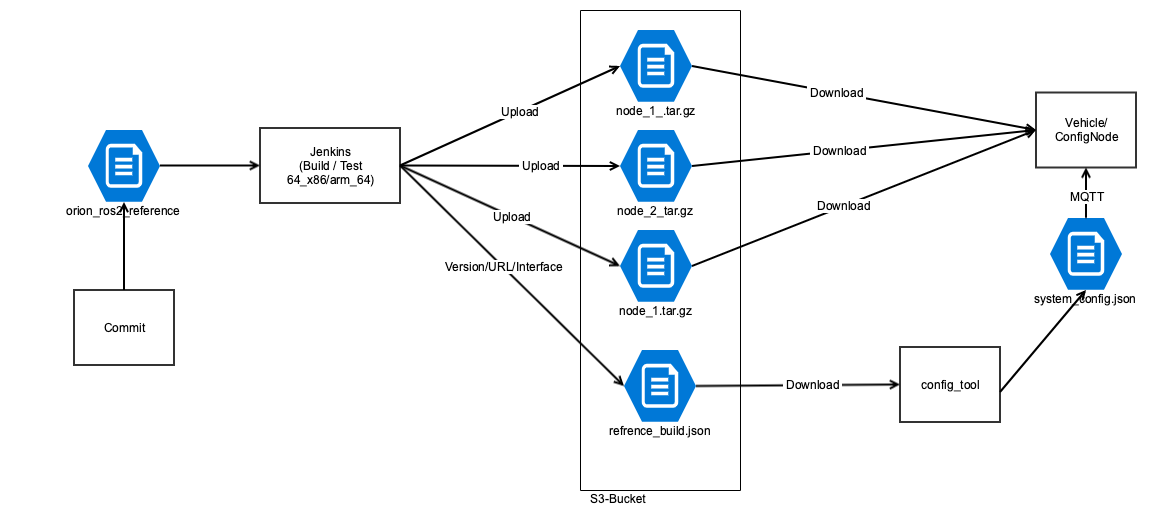 orion_ros2_reference
Commit
Jenkins
(Build / Test
64_x86/arm_64)
Upload
Upload
Upload
Version/URL/Interface
node_1_.tar.gz
node_2_tar.gz
node_1.tar.gz
refrence_build.json
S3-Bucket
Download
Download
Download
Download
Vehicle/
ConfigNode
MQTT
system_config.json
config_tool